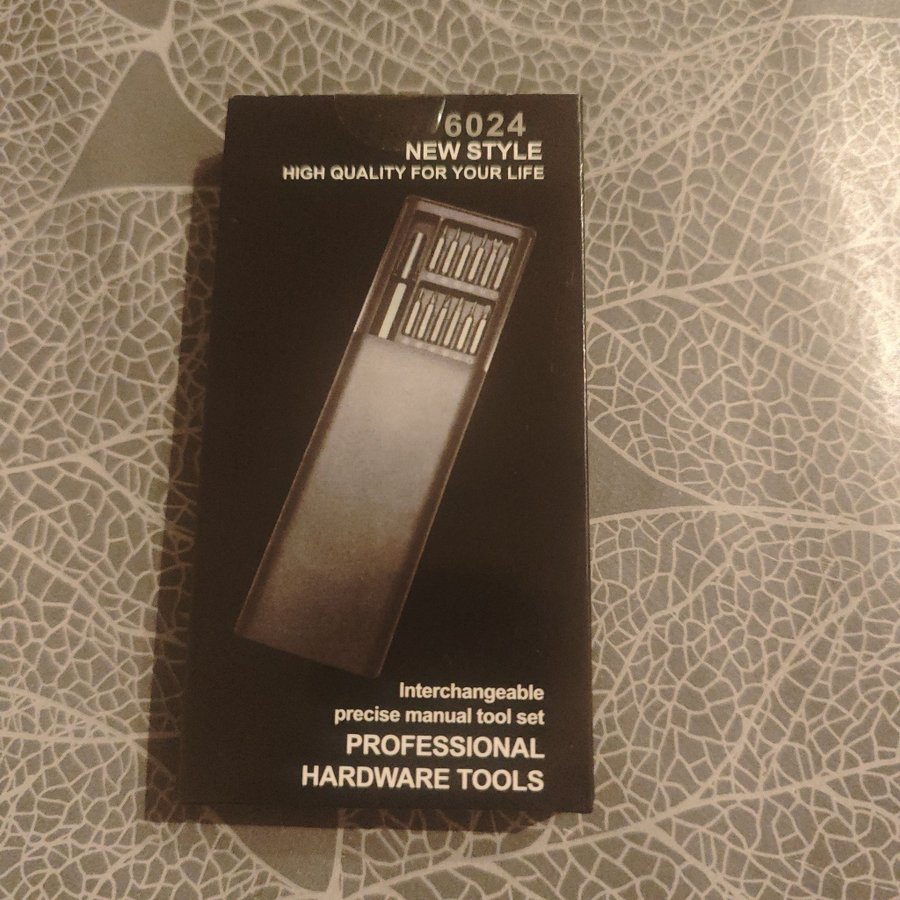 6024
NEW STYLE
HIGH QUALITY FOR YOUR LIFE
Interchangeable
precise manual tool set
PROFESSIONAL
HARDWARE TOOLS